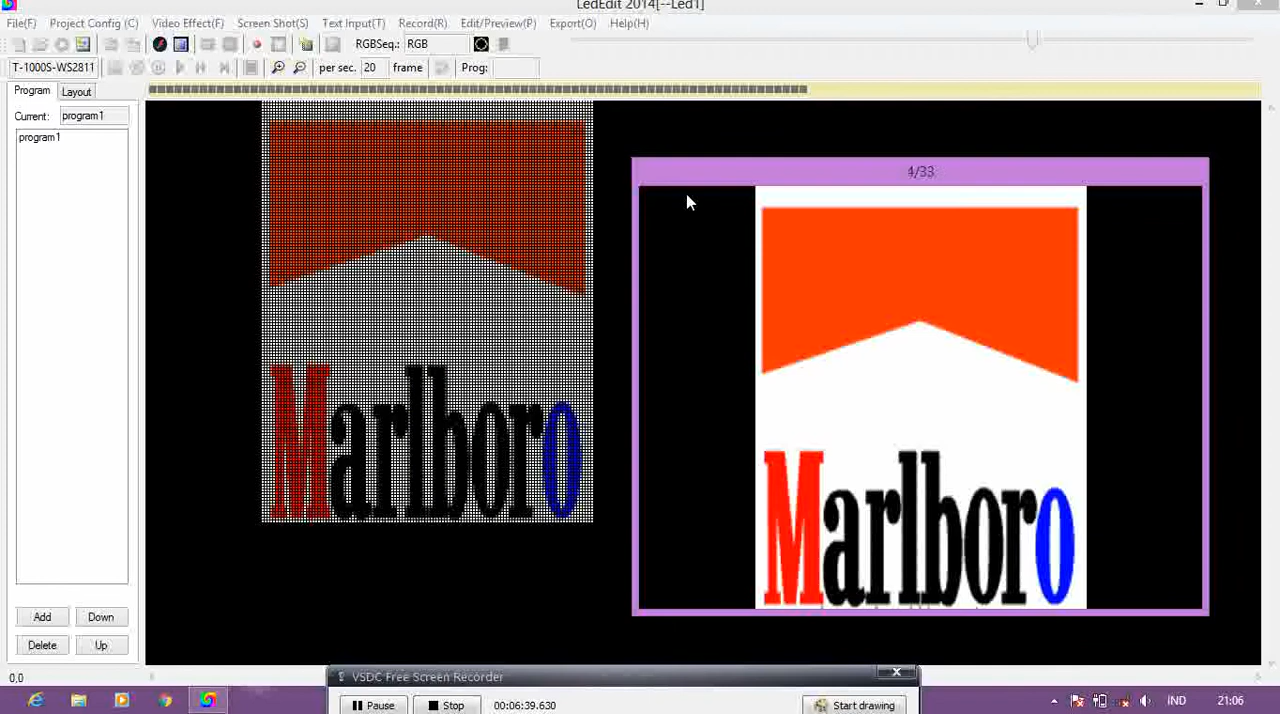 LedEdit 2014[--Led1]
File(F) Project Config (C) Video Effect(F) Screen Shot(S) Text Input(T) Record(R) Edit/Preview(P) Export(O) Help(H)
RGBSeq.: RGB
T-1000S-WS2811 per sec. 20 frame Prog:
Program Layout
Current: program1
program1
4/33
Marlboro
Marlboro
Add Down
Delete Up
0,0
VSDC Free Screen Recorder
Pause Stop 00:06:39.630 Start drawing
IND 21:06